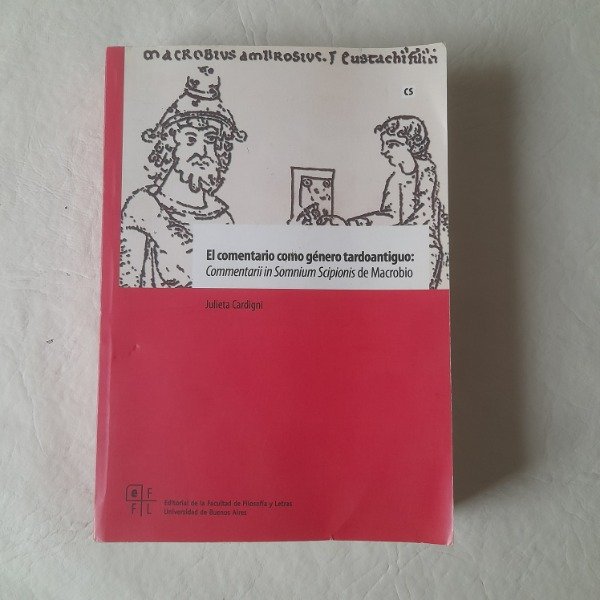 MACROBIUS AMBROSIUS. F EUSTACHI filii
CS
El comentario como género tardoantiguo:
Commentarii in Somnium Scipionis de Macrobio
Julieta Cardigni
e F
F L
Editorial de la Facultad de Filosofía y Letras
Universidad de Buenos Aires